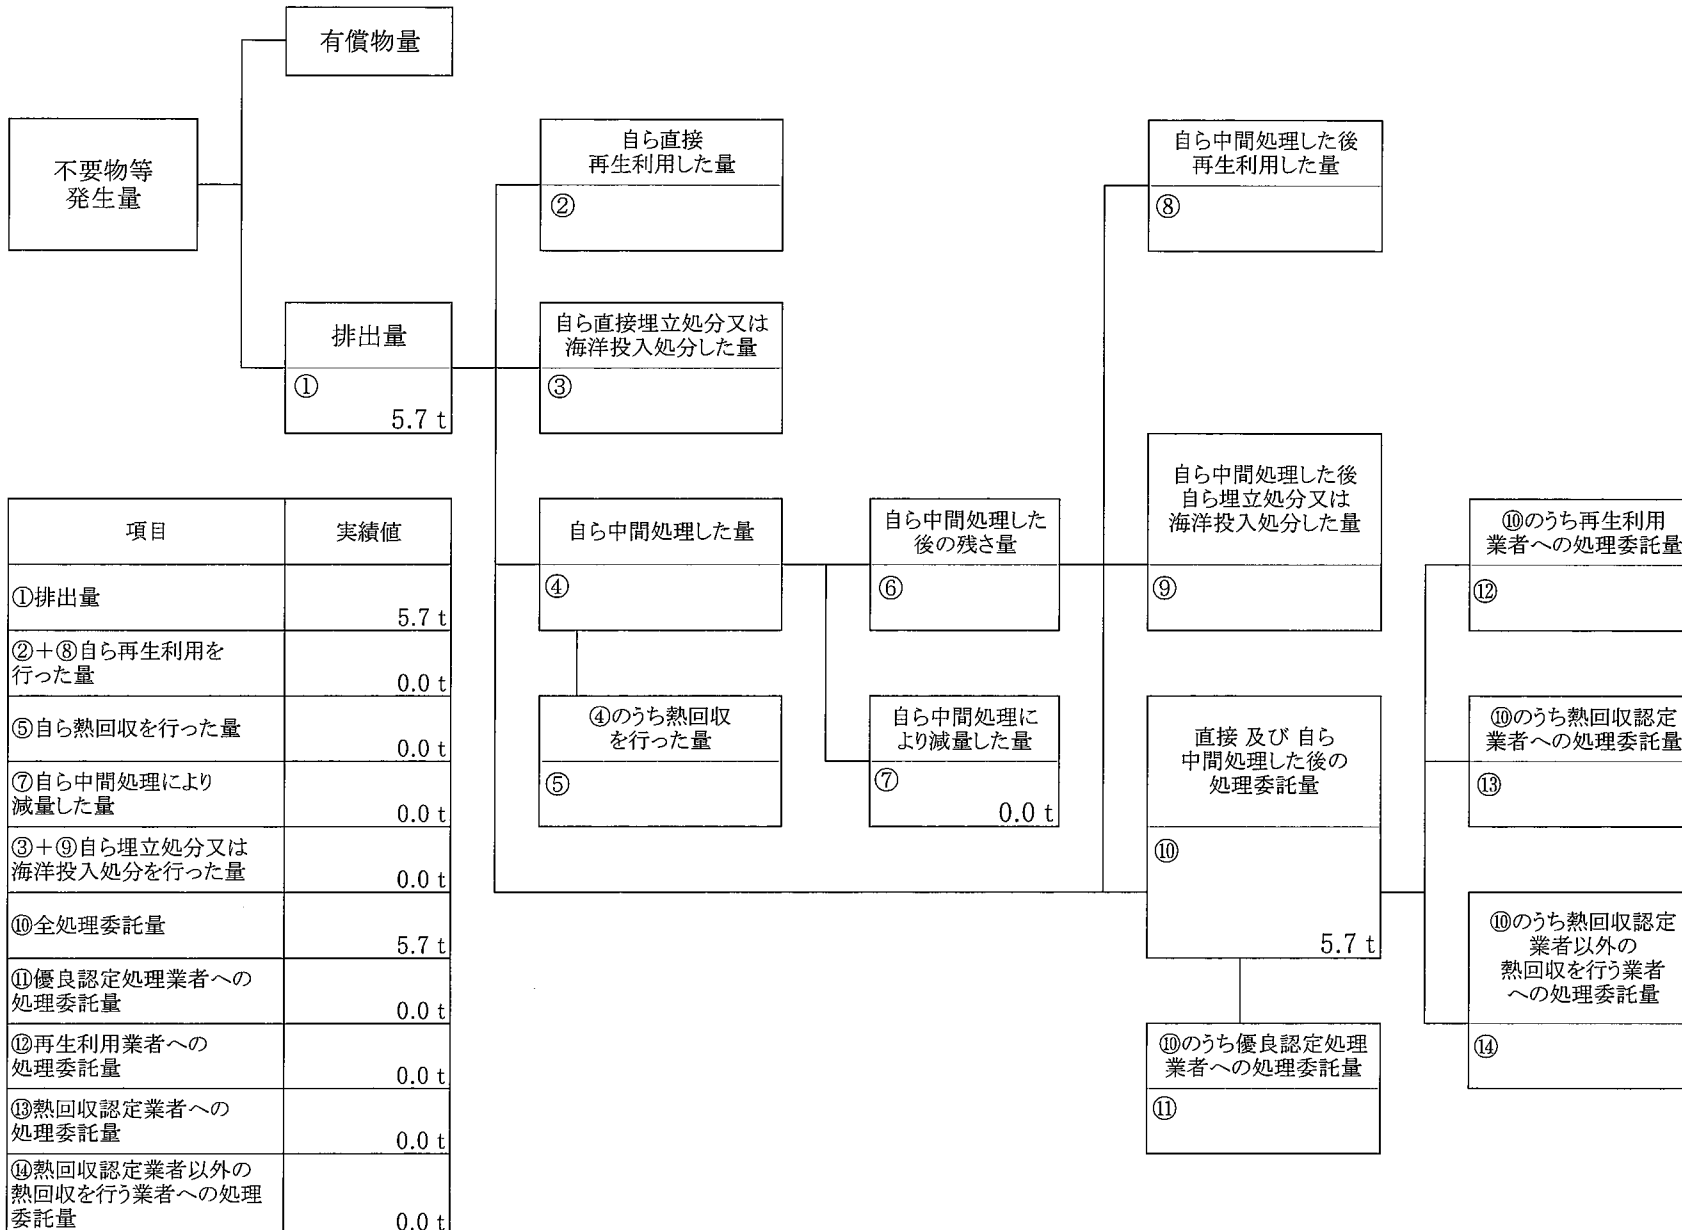 有償物量
不要物等
発生量
自ら直接
再生利用した量
②
自ら中間処理した後
再生利用した量
⑧
排出量
①
5.7 t
自ら直接埋立処分又は
海洋投入処分した量
③
自ら中間処理した量
④
自ら中間処理した
後の残さ量
⑥
自ら中間処理した後
自ら埋立処分又は
海洋投入処分した量
⑨
⑩のうち再生利用
業者への処理委託量
⑫
④のうち熱回収
を行った量
⑤
自ら中間処理に
より減量した量
⑦
0.0 t
直接 及び 自ら
中間処理した後の
処理委託量
⑩
5.7 t
⑩のうち熱回収認定
業者への処理委託量
⑬
⑩のうち熱回収認定
業者以外の
熱回収を行う業者
への処理委託量
⑭
⑩のうち優良認定処理
業者への処理委託量
⑪
項目 実績値
①排出量
5.7 t
②＋⑧自ら再生利用を
行った量
0.0 t
⑤自ら熱回収を行った量
0.0 t
⑦自ら中間処理により
減量した量
0.0 t
③＋⑨自ら埋立処分又は
海洋投入処分を行った量
0.0 t
⑩全処理委託量
5.7 t
⑪優良認定処理業者への
処理委託量
0.0 t
⑫再生利用業者への
処理委託量
0.0 t
⑬熱回収認定業者への
処理委託量
0.0 t
⑭熱回収認定業者以外の
熱回収を行う業者への処理
委託量
0.0 t